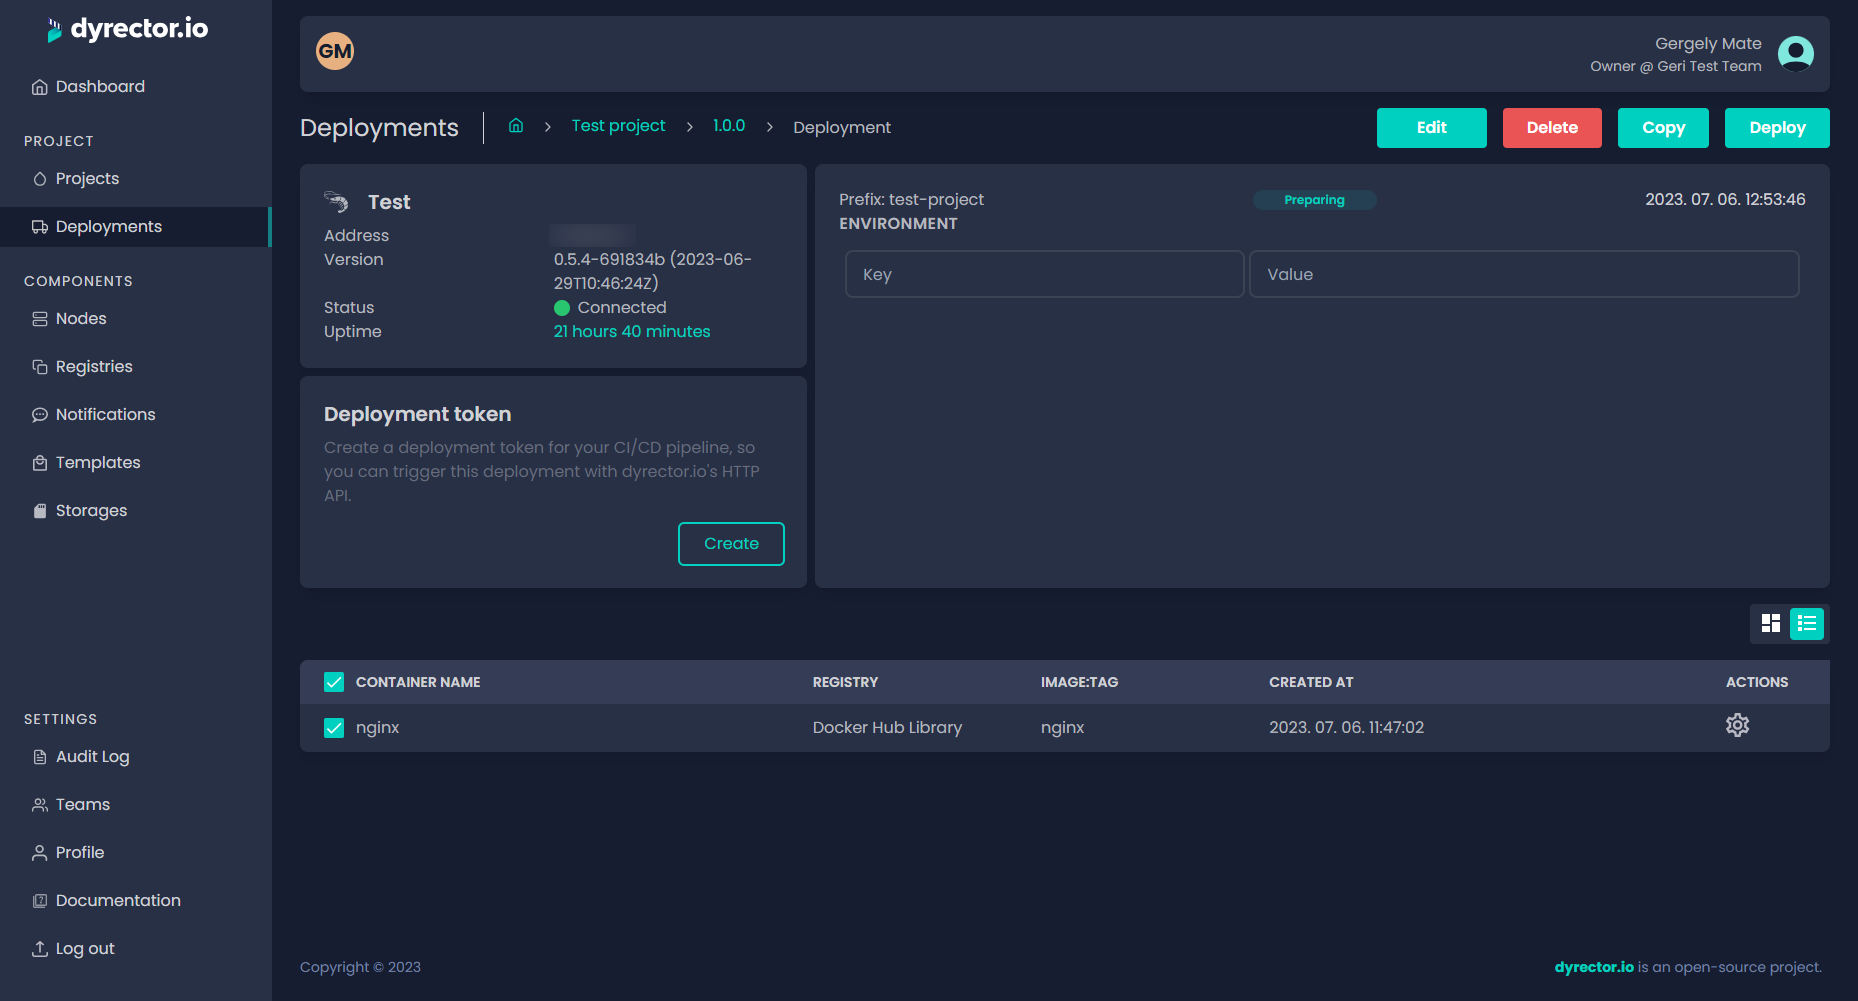 dyrector.io
Dashboard
PROJECT
Projects
Deployments
COMPONENTS
Nodes
Registries
Notifications
Templates
Storages
SETTINGS
Audit Log
Teams
Profile
Documentation
Log out
GM
Gergely Mate
Owner @ Geri Test Team
Deployments
Test project
1.0.0
Deployment
Edit
Delete
Copy
Deploy
Test
Address
Version
0.5.4-691834b (2023-06-
29T10:46:24Z)
Status
Connected
Uptime
21 hours 40 minutes
Deployment token
Create a deployment token for your CI/CD pipeline, so
you can trigger this deployment with dyrector.io's HTTP
API.
Create
Prefix: test-project
Preparing
2023. 07. 06. 12:53:46
ENVIRONMENT
Key
Value
CONTAINER NAME
REGISTRY
IMAGE:TAG
CREATED AT
ACTIONS
nginx
Docker Hub Library
nginx
2023. 07. 06. 11:47:02
Copyright © 2023
dyrector.io is an open-source project.